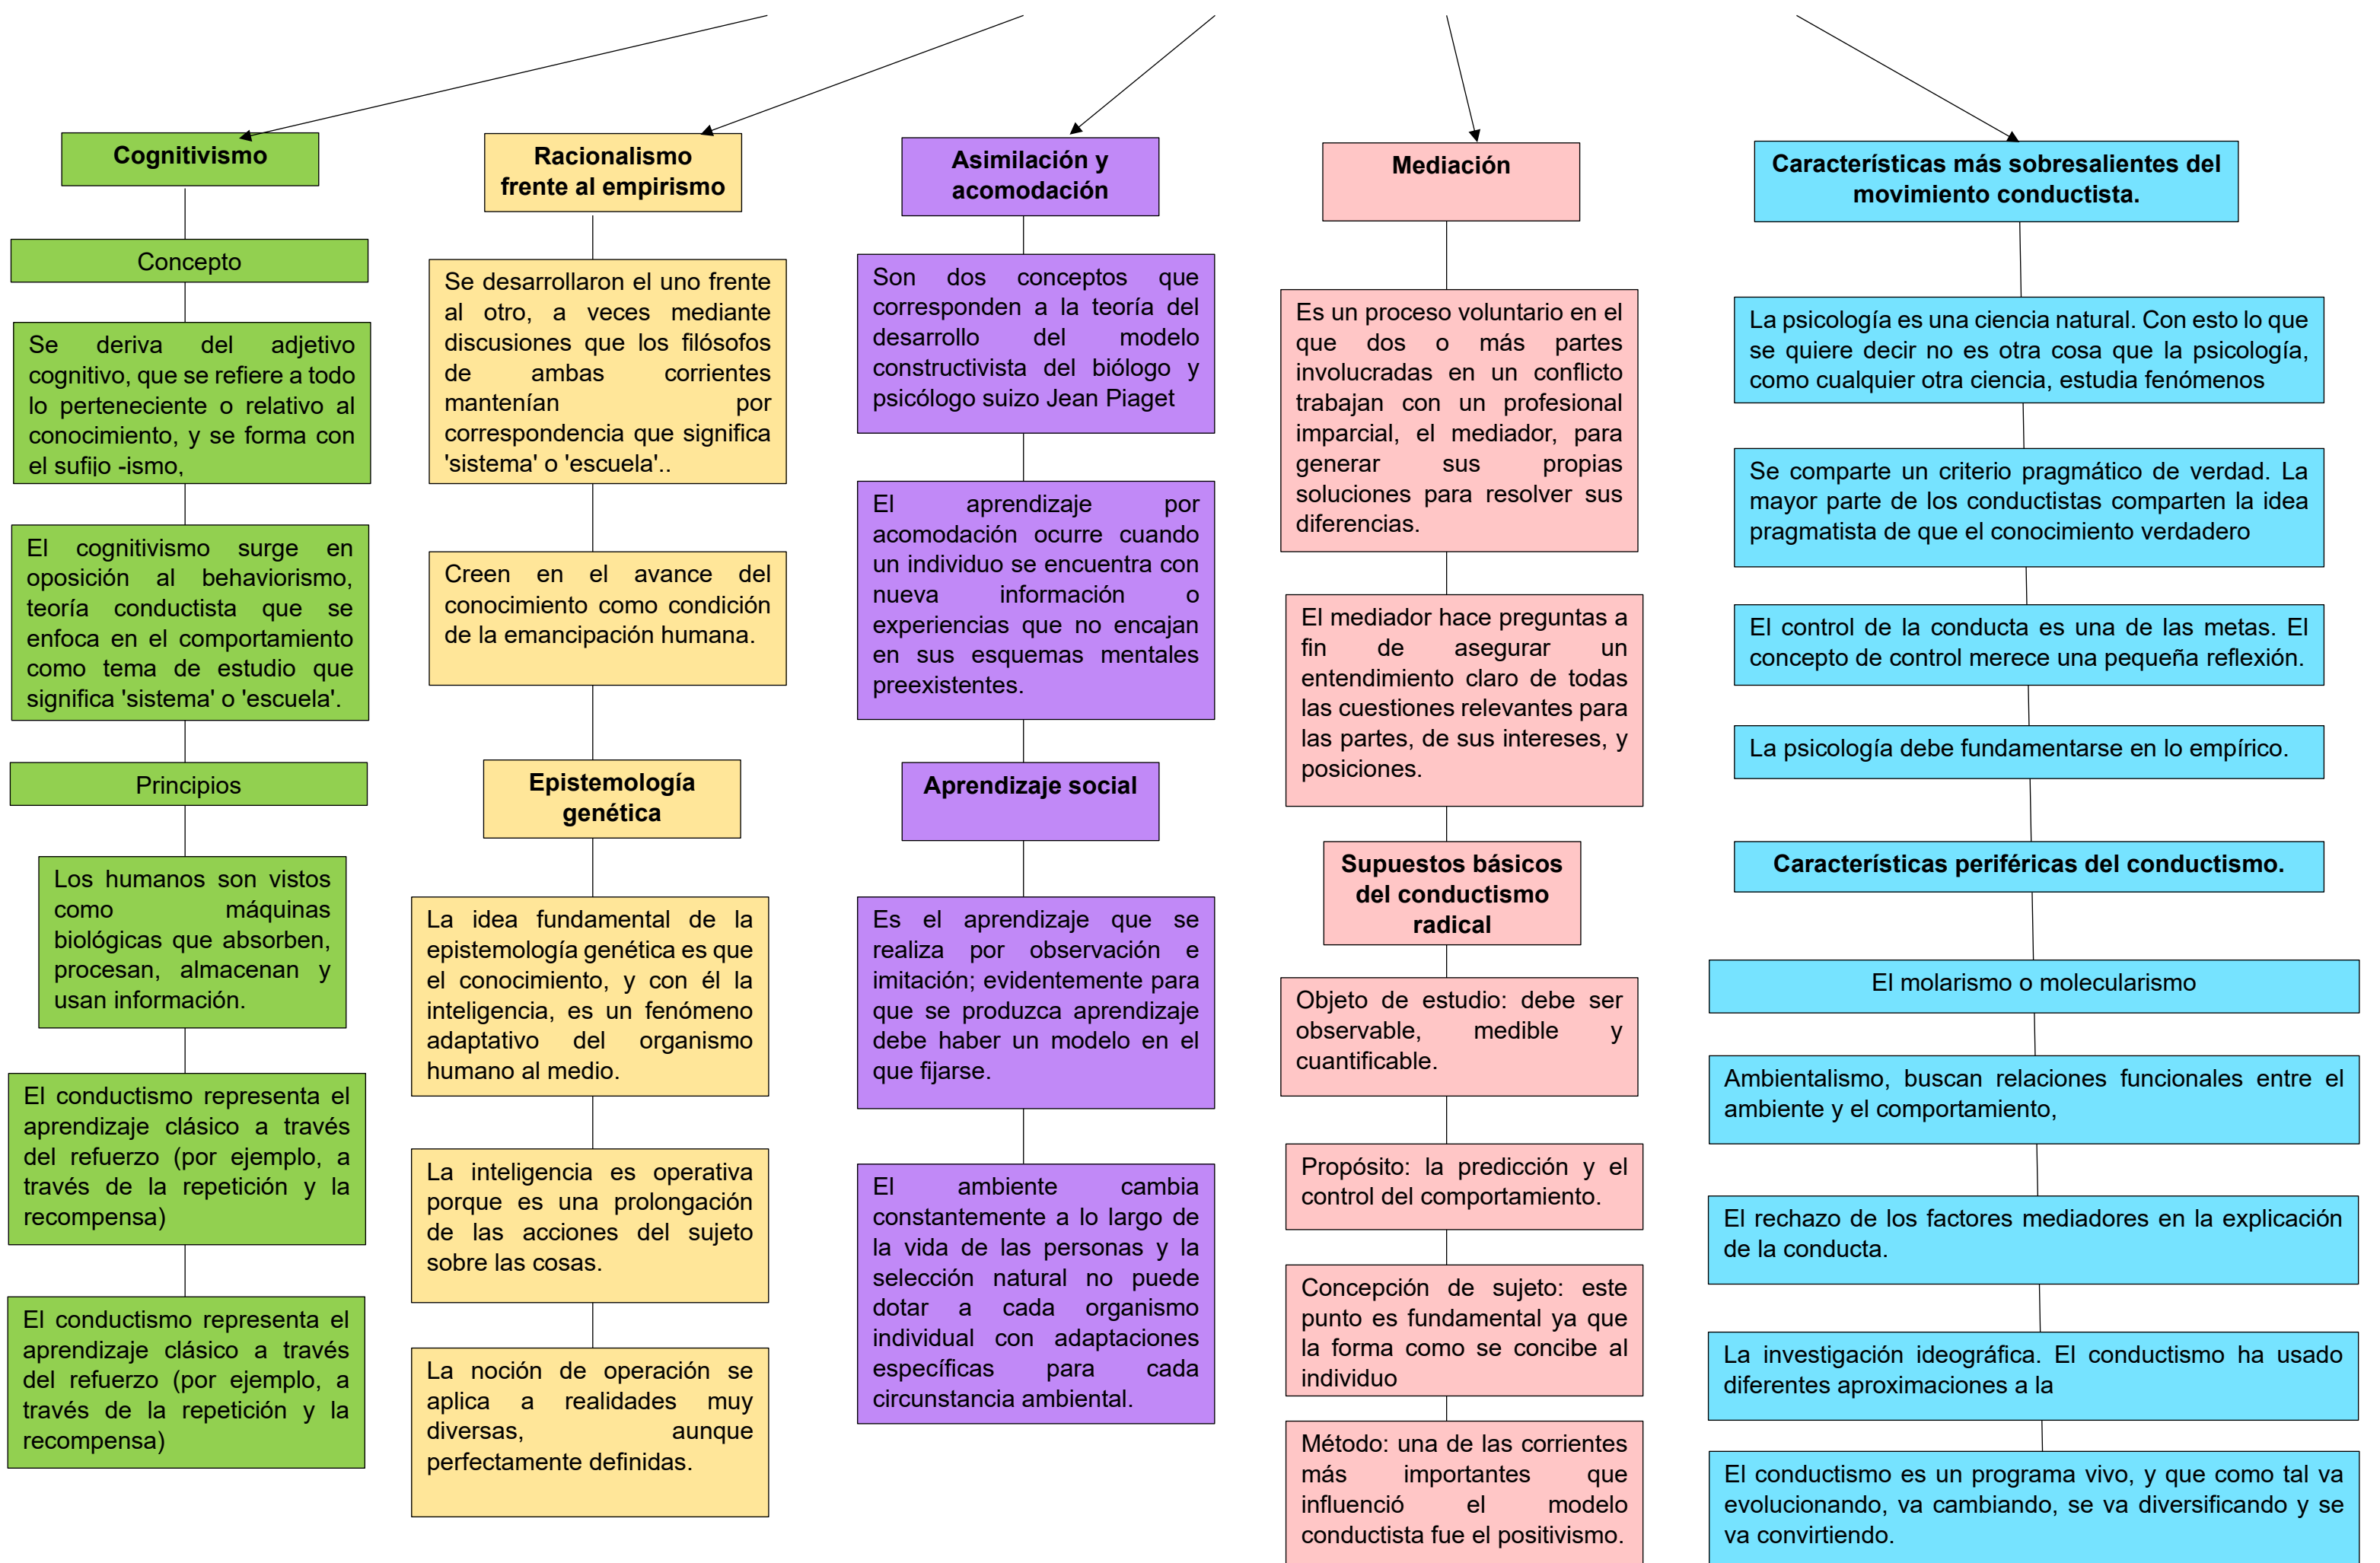 Cognitivismo
Concepto
Se deriva del adjetivo
cognitivo, que se refiere a todo
lo perteneciente o relativo al
conocimiento, y se forma con
el sufijo -ismo,
El cognitivismo surge en
oposición al behaviorismo,
teoría conductista que se
enfoca en el comportamiento
como tema de estudio que
significa 'sistema' o 'escuela'.
Principios
Los humanos son vistos
como máquinas
biológicas que absorben,
procesan, almacenan y
usan información.
El conductismo representa el
aprendizaje clásico a través
del refuerzo (por ejemplo, a
través de la repetición y la
recompensa)
El conductismo representa el
aprendizaje clásico a través
del refuerzo (por ejemplo, a
través de la repetición y la
recompensa)
Racionalismo
frente al empirismo
Se desarrollaron el uno frente
al otro, a veces mediante
discusiones que los filósofos
de ambas corrientes
mantenían por
correspondencia que significa
'sistema' o 'escuela'..
Creen en el avance del
conocimiento como condición
de la emancipación humana.
Epistemología
genética
La idea fundamental de la
epistemología genética es que
el conocimiento, y con él la
inteligencia, es un fenómeno
adaptativo del organismo
humano al medio.
La inteligencia es operativa
porque es una prolongación
de las acciones del sujeto
sobre las cosas.
La noción de operación se
aplica a realidades muy
diversas, aunque
perfectamente definidas.
Asimilación y
acomodación
Son dos conceptos que
corresponden a la teoría del
desarrollo del modelo
constructivista del biólogo y
psicólogo suizo Jean Piaget
El aprendizaje por
acomodación ocurre cuando
un individuo se encuentra con
nueva información o
experiencias que no encajan
en sus esquemas mentales
preexistentes.
Aprendizaje social
Es el aprendizaje que se
realiza por observación e
imitación; evidentemente para
que se produzca aprendizaje
debe haber un modelo en el
que fijarse.
El ambiente cambia
constantemente a lo largo de
la vida de las personas y la
selección natural no puede
dotar a cada organismo
individual con adaptaciones
específicas para cada
circunstancia ambiental.
Mediación
Es un proceso voluntario en el
que dos o más partes
involucradas en un conflicto
trabajan con un profesional
imparcial, el mediador, para
generar sus propias
soluciones para resolver sus
diferencias.
El mediador hace preguntas a
fin de asegurar un
entendimiento claro de todas
las cuestiones relevantes para
las partes, de sus intereses, y
posiciones.
Supuestos básicos
del conductismo
radical
Objeto de estudio: debe ser
observable, medible y
cuantificable.
Propósito: la predicción y el
control del comportamiento.
Concepción de sujeto: este
punto es fundamental ya que
la forma como se concibe al
individuo
Método: una de las corrientes
más importantes que
influenció el modelo
conductista fue el positivismo.
Características más sobresalientes del
movimiento conductista.
La psicología es una ciencia natural. Con esto lo que
se quiere decir no es otra cosa que la psicología,
como cualquier otra ciencia, estudia fenómenos
Se comparte un criterio pragmático de verdad. La
mayor parte de los conductistas comparten la idea
pragmatista de que el conocimiento verdadero
El control de la conducta es una de las metas. El
concepto de control merece una pequeña reflexión.
La psicología debe fundamentarse en lo empírico.
Características periféricas del conductismo.
El molarismo o molecularismo
Ambientalismo, buscan relaciones funcionales entre el
ambiente y el comportamiento,
El rechazo de los factores mediadores en la explicación
de la conducta.
La investigación ideográfica. El conductismo ha usado
diferentes aproximaciones a la
El conductismo es un programa vivo, y que como tal va
evolucionando, va cambiando, se va diversificando y se
va convirtiendo.